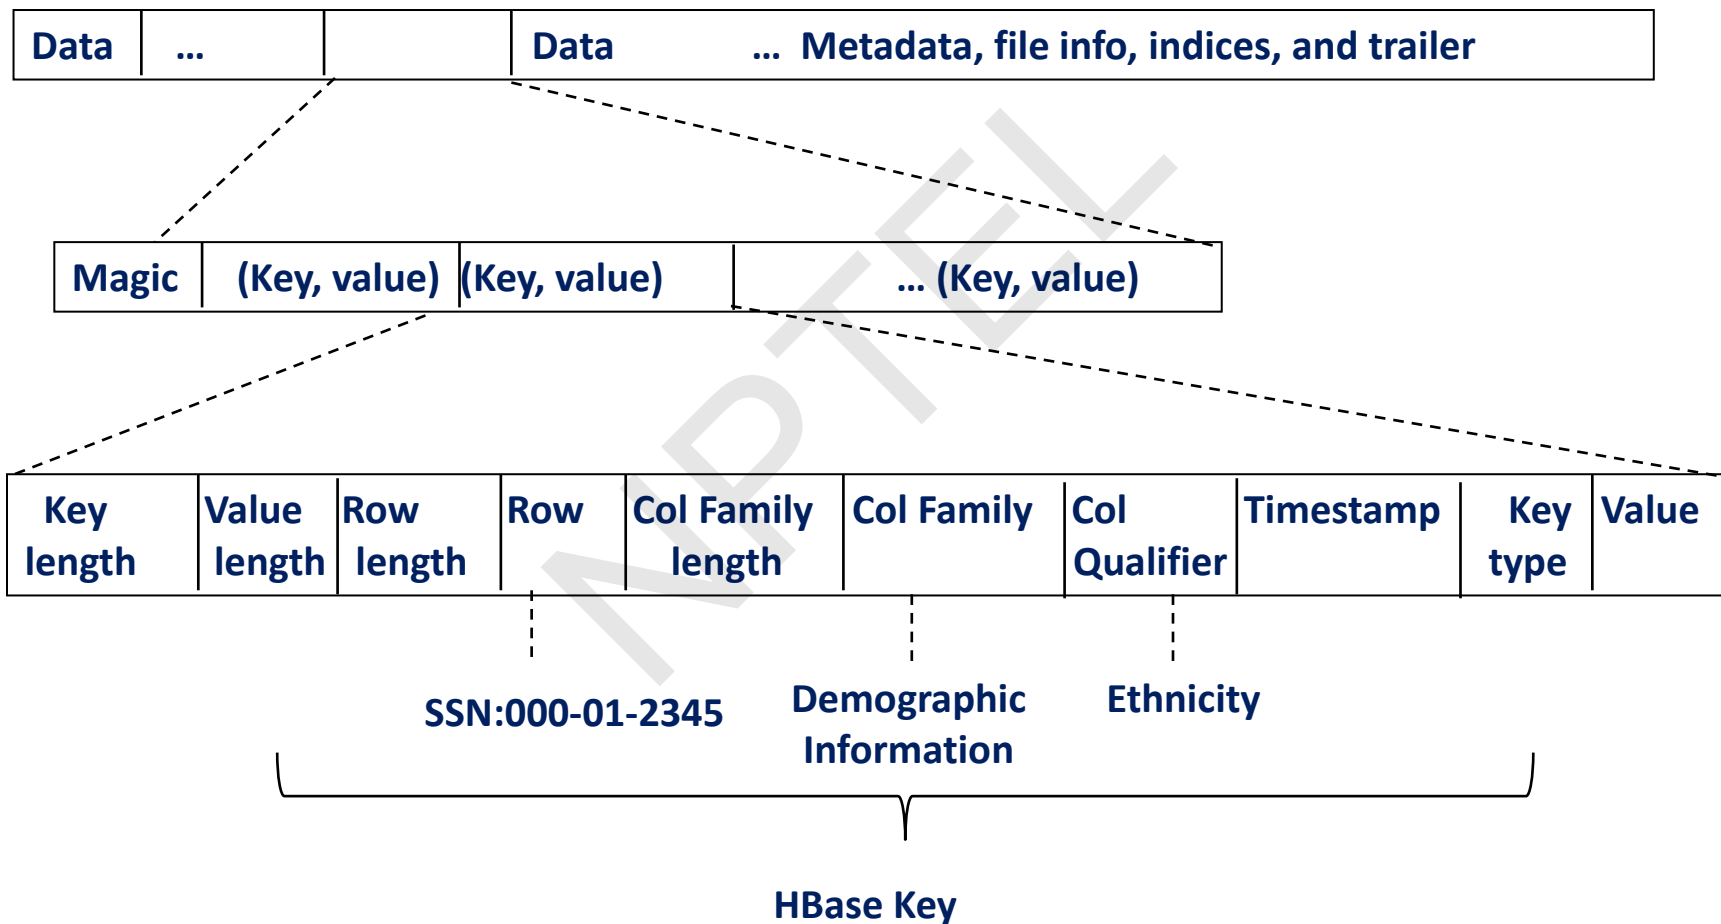 Data ... Data ... Metadata, file info, indices, and trailer
Magic (Key, value) (Key, value) ... (Key, value)
Key length
Value length
Row length
Row
Col Family length
Col Family
Col Qualifier
Timestamp
Key type
Value
SSN:000-01-2345
Demographic Information
Ethnicity
HBase Key
NPTEL